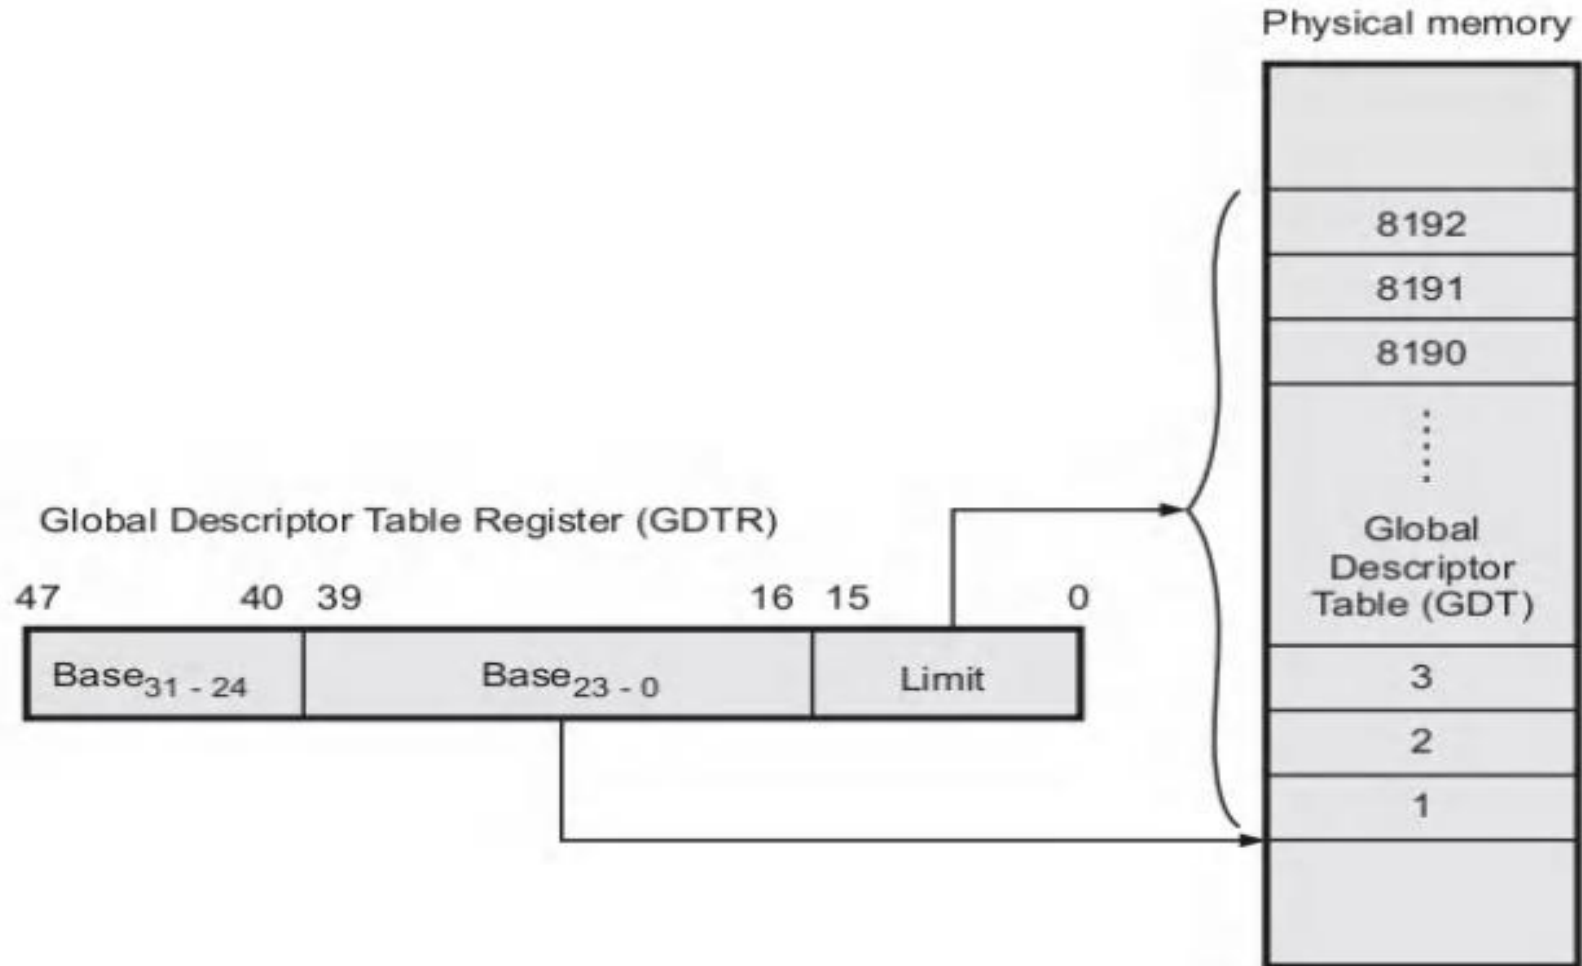 Physical memory
8192
8191
8190
Global Descriptor Table Register (GDTR)
Global
Descriptor
Table (GDT)
47 40 39 16 15 0
Base31 - 24 Base23 - 0 Limit
3
2
1